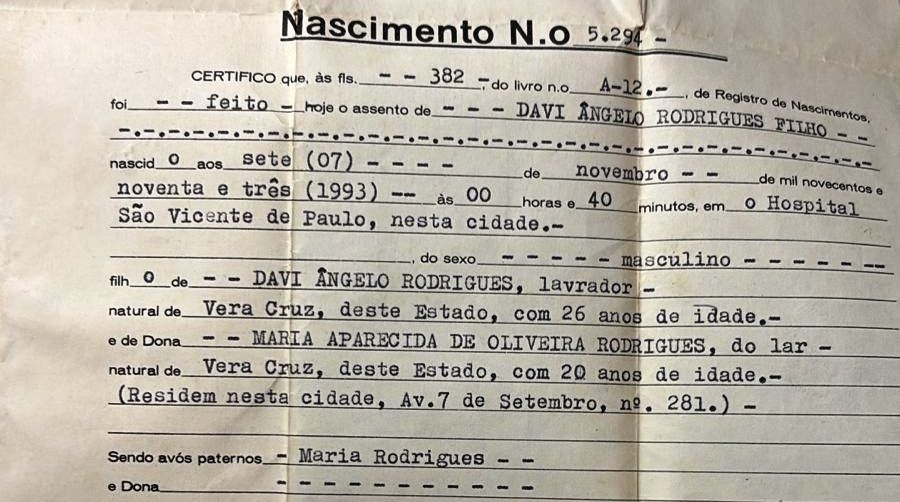 Nascimento N.o 5.294 -
CERTIFICO que, às fls. - - 382 -, do livro n.o A-12.-, de Registro de Nascimentos,
foi - - feito - hoje o assento de - - - DAVI ÂNGELO RODRIGUES FILHO - -
-.-.-.-.-.-.-.-.-.-.-.-.-.-.-.-.-.-.-.-.-.-.-.-.-.-.-.-.-.-.-.-
nascid o aos sete (07) - - - - de novembro - - de mil novecentos e
noventa e três (1993) -- às 00 horas e 40 minutos, em o Hospital
São Vicente de Paulo, nesta cidade.-
, do sexo - - - - - masculino - - - - - --
filh o de - - DAVI ÂNGELO RODRIGUES, lavrador -
natural de Vera Cruz, deste Estado, com 26 anos de idade.-
e de Dona - - MARIA APARECIDA DE OLIVEIRA RODRIGUES, do lar -
natural de Vera Cruz, deste Estado, com 20 anos de idade.-
(Residem nesta cidade, Av.7 de Setembro, nº. 281.) -
Sendo avós paternos - Maria Rodrigues - -
e Dona - - - - - - - - - - -